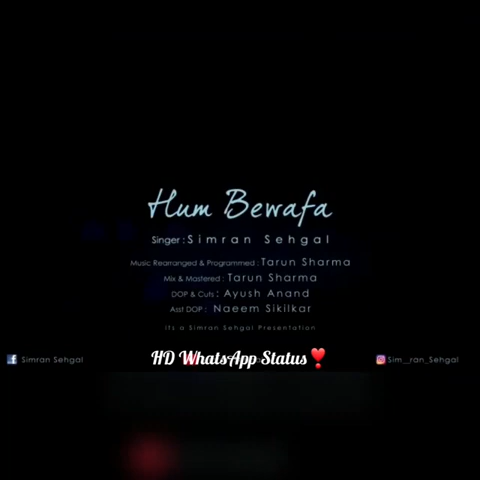 Hum Bewafa
Singer : Simran Sehgal
Music Rearranged & Programmed : Tarun Sharma
Mix & Mastered : Tarun Sharma
DOP & Cuts : Ayush Anand
Asst DOP : Naeem Sikilkar
its a Simran Sehgal Presentation
Simran Sehgal
HD WhatsApp Status❣️
Sim__ran_Sehgal